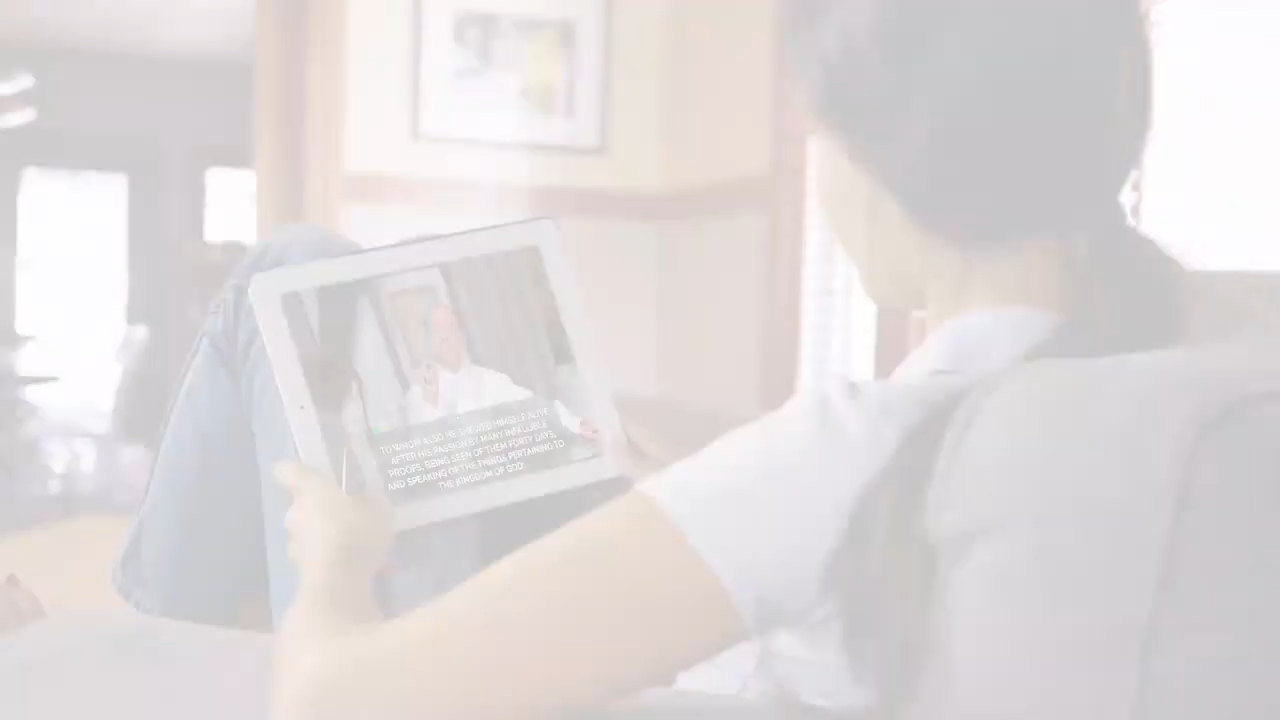 TO WHOM ALSO HE SHEWED HIMSELF ALIVE
AFTER HIS PASSION BY MANY INFALLIBLE
PROOFS, BEING SEEN OF THEM FORTY DAYS,
AND SPEAKING OF THE THINGS PERTAINING TO
THE KINGDOM OF GOD: